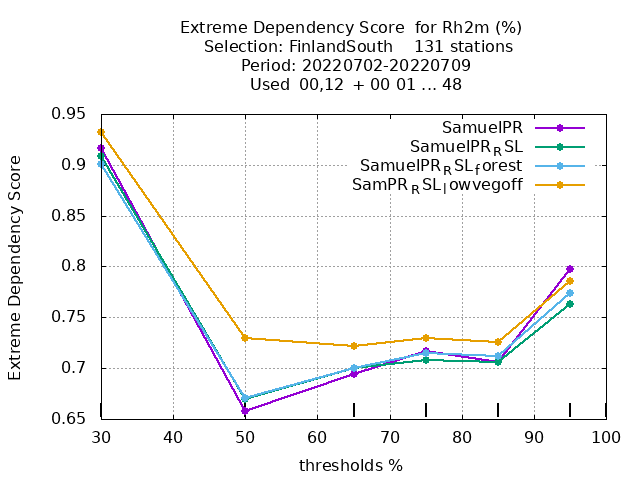 Extreme Dependency Score  for Rh2m (%)
Selection: FinlandSouth    131 stations
Period: 20220702-20220709
Used  00,12  + 00 01 ... 48
Extreme Dependency Score
0.95
0.9
0.85
0.8
0.75
0.7
0.65
SamuelPR
SamuelPR_RSL
SamuelPR_RSL_forest
SamPR_RSL_lowvegoff
30 40 50 60 70 80 90 100
thresholds %